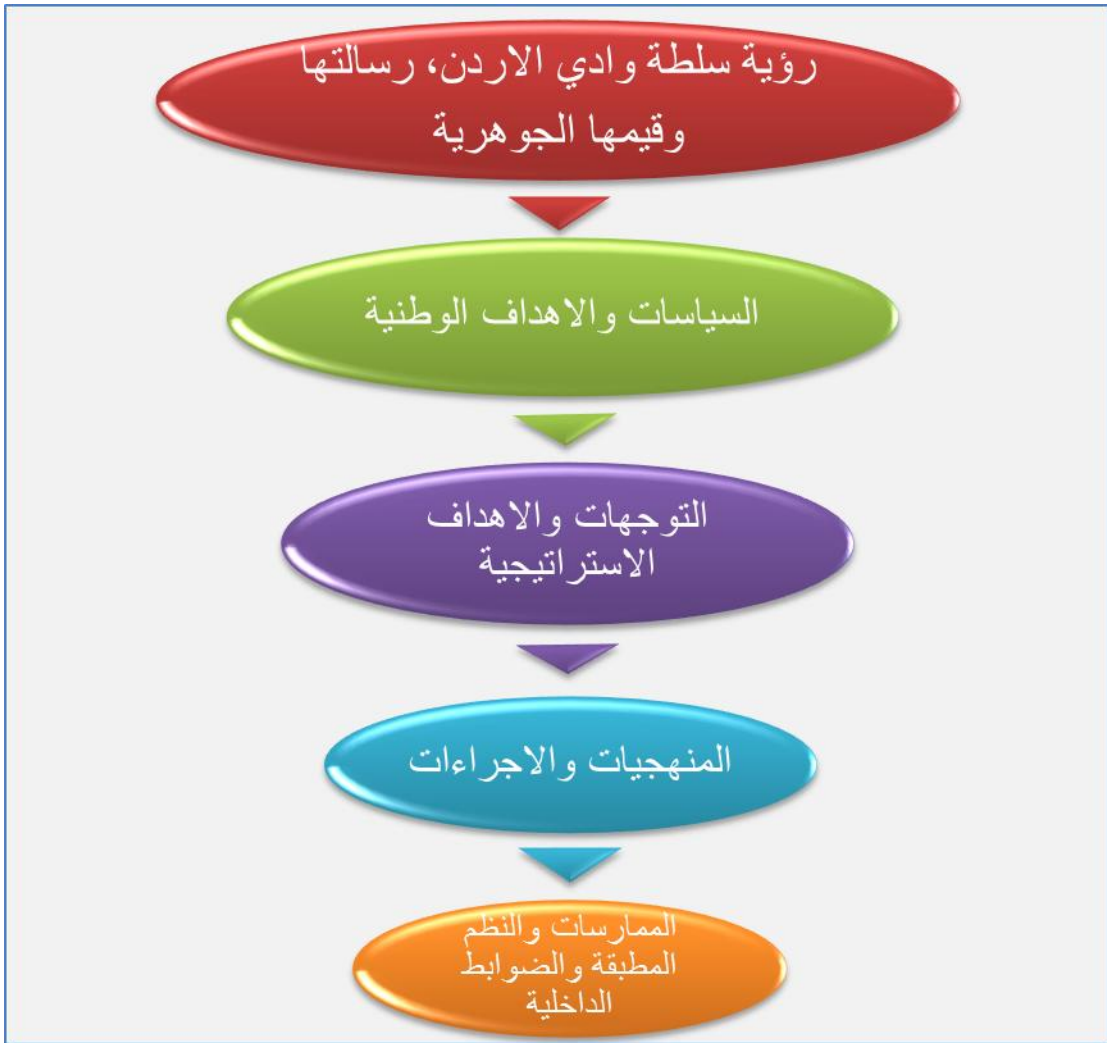 رؤية سلطة وادي الاردن، رسالتها
وقيمها الجوهرية
السياسات والاهداف الوطنية
التوجهات والاهداف
الاستراتيجية
المنهجيات والاجراءات
الممارسات والنظم
المطبقة والضوابط
الداخلية